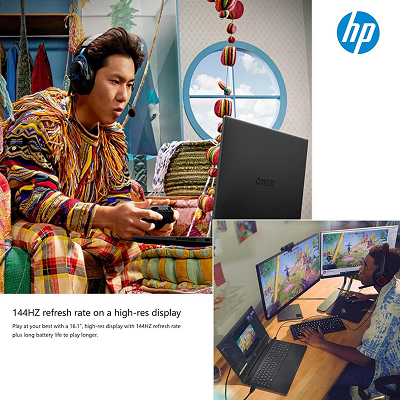 hp
OMEN
144HZ refresh rate on a high-res display
Play at your best with a 16.1", high-res display with 144HZ refresh rate
plus long battery life to play longer.